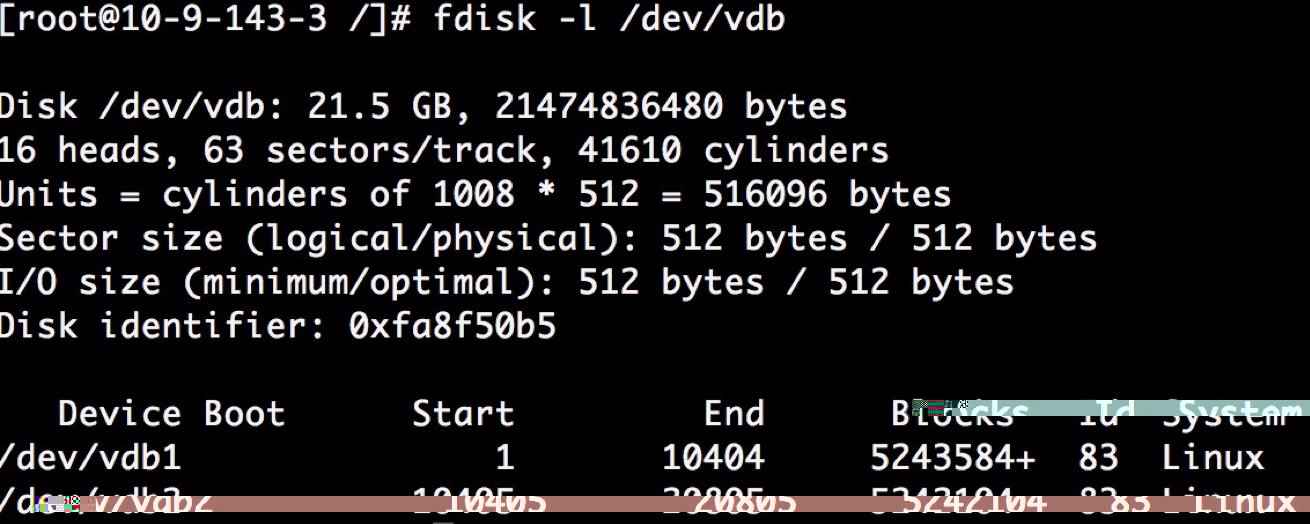 [root@10-9-143-3 /]# fdisk -l /dev/vdb
Disk /dev/vdb: 21.5 GB, 21474836480 bytes
16 heads, 63 sectors/track, 41610 cylinders
Units = cylinders of 1008 * 512 = 516096 bytes
Sector size (logical/physical): 512 bytes / 512 bytes
I/O size (minimum/optimal): 512 bytes / 512 bytes
Disk identifier: 0xfa8f50b5
Device Boot Start End Blocks Id System
/dev/vdb1 1 10404 5243584+ 83 Linux
/dev/vdb2 10405 20805 5242104 83 Linux